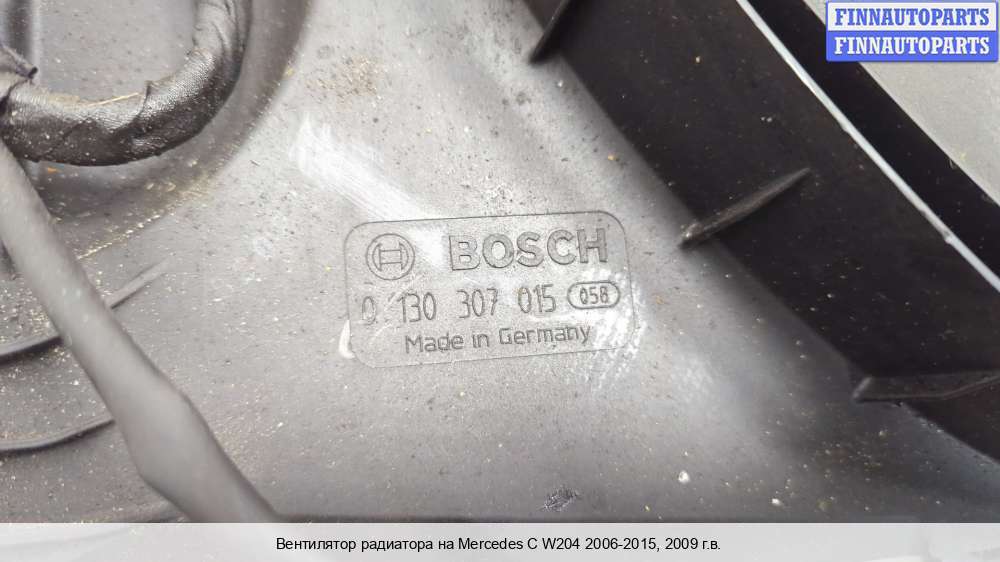 FINNAUTOPARTS
FINNAUTOPARTS
BOSCH
0 130 307 015 058
Made in Germany
Вентилятор радиатора на Mercedes C W204 2006-2015, 2009 г.в.